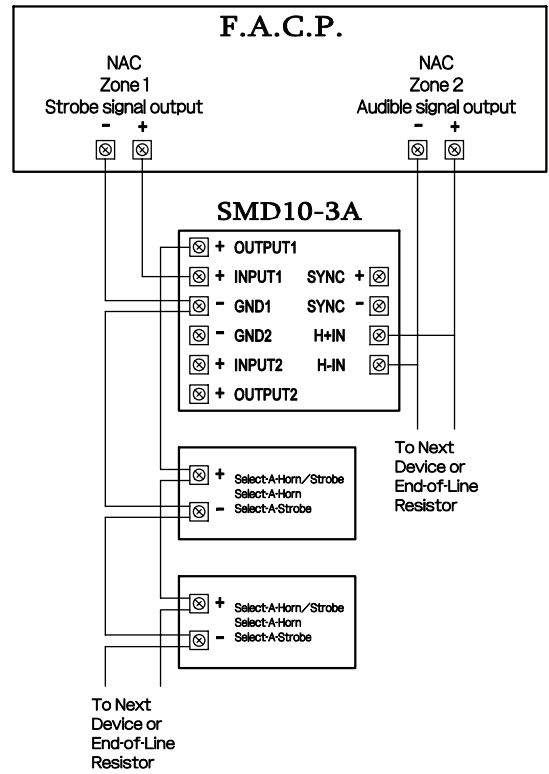 F.A.C.P.
NAC
Zone 1
Strobe signal output
- +
NAC
Zone 2
Audible signal output
- +
SMD10-3A
+ OUTPUT1
+ INPUT1 SYNC +
- GND1 SYNC -
- GND2 H+IN
+ INPUT2 H-IN
+ OUTPUT2
To Next
Device or
End-of-Line
Resistor
+ Select-A-Horn/Strobe
Select-A-Horn
- Select-A-Strobe
+ Select-A-Horn/Strobe
Select-A-Horn
- Select-A-Strobe
To Next
Device or
End-of-Line
Resistor